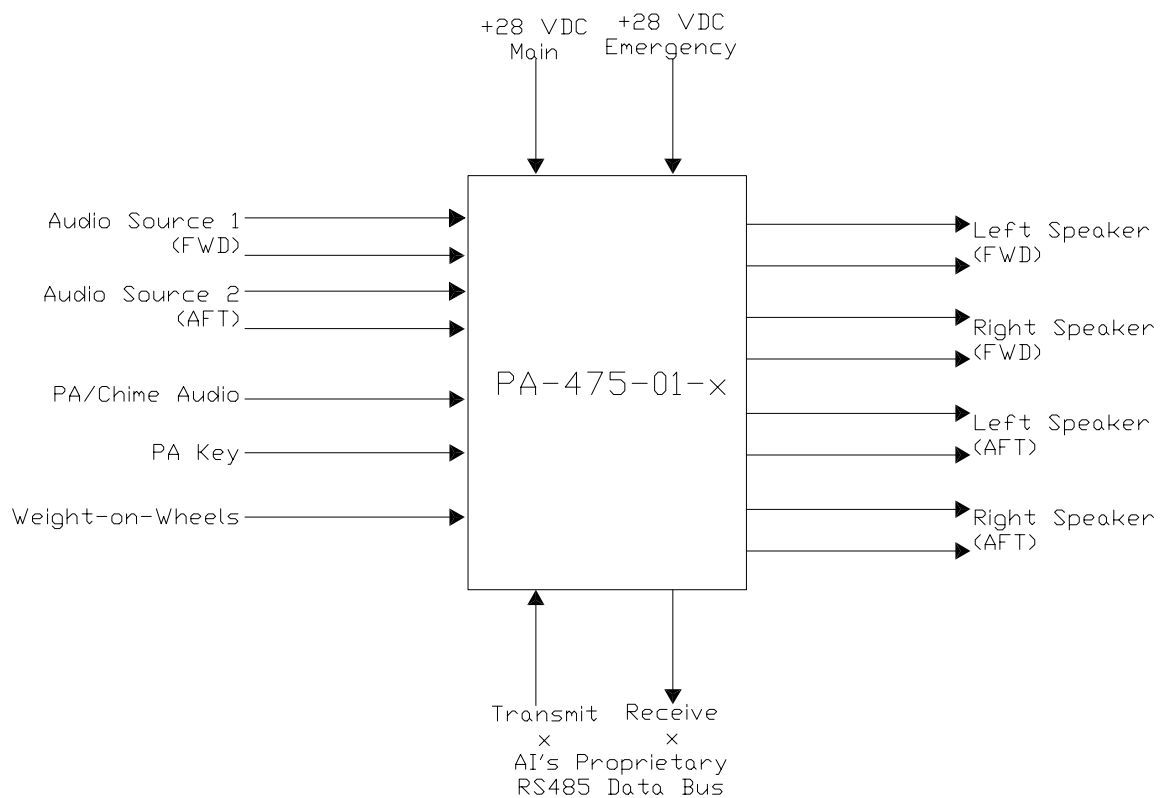 +28 VDC
Main
+28 VDC
Emergency
Audio Source 1
(FWD)
Audio Source 2
(AFT)
PA/Chime Audio
PA Key
Weight-on-Wheels
PA-475-01-x
Left Speaker
(FWD)
Right Speaker
(FWD)
Left Speaker
(AFT)
Right Speaker
(AFT)
Transmit Receive
x x
AI's Proprietary
RS485 Data Bus